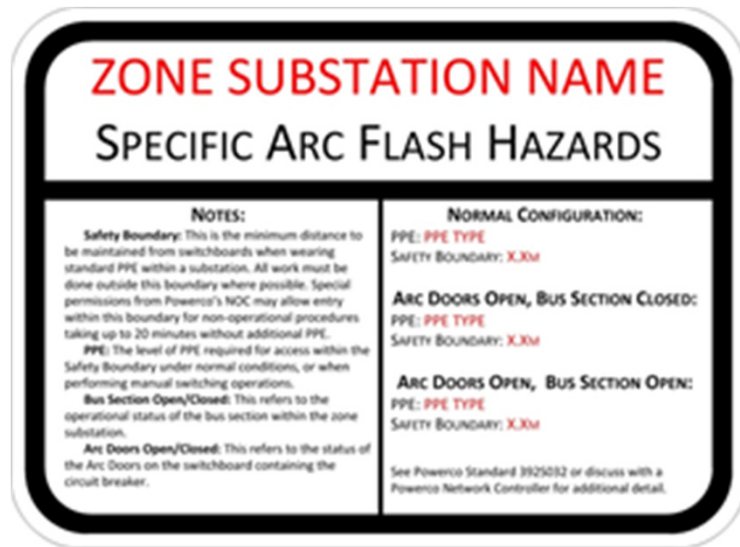 ZONE SUBSTATION NAME
SPECIFIC ARC FLASH HAZARDS
NOTES:
Safety Boundary: This is the minimum distance to
be maintained from switchboards when wearing
standard PPE within a substation. All work must be
done outside this boundary where possible. Special
permissions from Powerco's NOC may allow entry
within this boundary for non-operational procedures
taking up to 20 minutes without additional PPE.
PPE: The level of PPE required for access within the
Safety Boundary under normal conditions, or when
performing manual switching operations.
Bus Section Open/Closed: This refers to the
operational status of the bus section within the zone
substation.
Arc Doors Open/Closed: This refers to the status of
the Arc Doors on the switchboard containing the
circuit breaker.
NORMAL CONFIGURATION:
PPE: PPE TYPE
SAFETY BOUNDARY: X.XM
ARC DOORS OPEN, BUS SECTION CLOSED:
PPE: PPE TYPE
SAFETY BOUNDARY: X.XM
ARC DOORS OPEN, BUS SECTION OPEN:
PPE: PPE TYPE
SAFETY BOUNDARY: X.XM
See Powerco Standard 3925032 or discuss with a
Powerco Network Controller for additional detail.